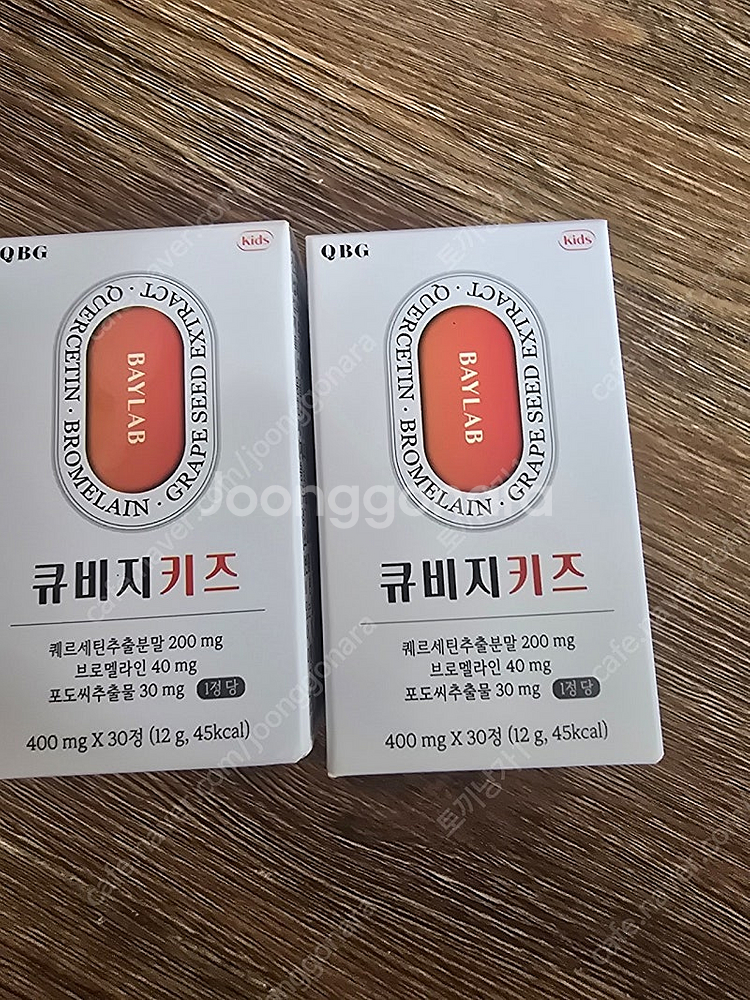 QBG
Kids
QUERCETIN · BROMELAIN · GRAPE SEED EXTRACT ·
BAYLAB
큐비지키즈
퀘르세틴추출분말 200 mg
브로멜라인 40 mg
포도씨추출물 30 mg 1정 당
400 mg X 30정 (12 g, 45kcal)
QBG
Kids
QUERCETIN · BROMELAIN · GRAPE SEED EXTRACT ·
BAYLAB
큐비지키즈
퀘르세틴추출분말 200 mg
브로멜라인 40 mg
포도씨추출물 30 mg 1정 당
400 mg X 30정 (12 g, 45kcal)
Joonggonara
cafe.naver.com/joonggonara